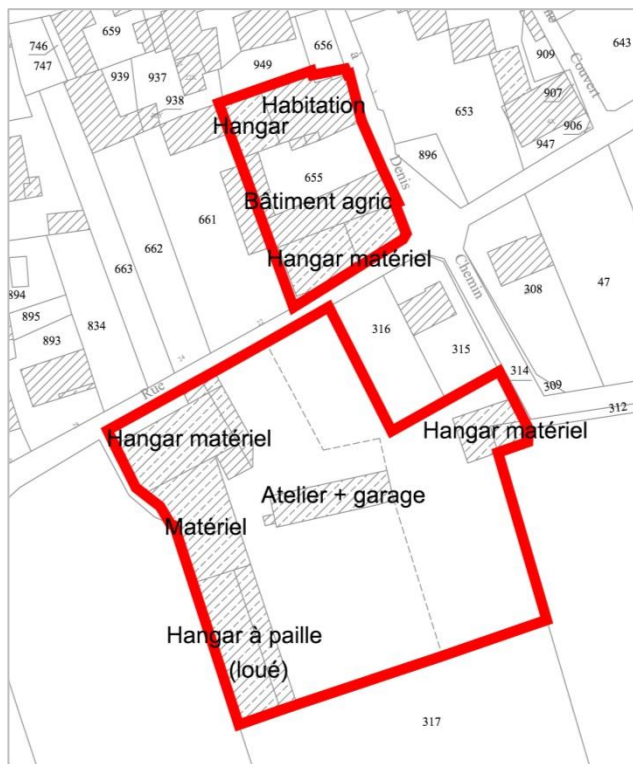 746
747
659
939
937
938
949
656
643
909
907
906
947
653
896
Couvert
Denis
Habitation
Hangar
655
Bâtiment agric
Hangar matériel
661
662
663
834
894
895
893
Chemin
308
47
316
315
314
309
312
Rue
24
Hangar matériel
Hangar matériel
Atelier + garage
Matériel
Hangar à paille
(loué)
317